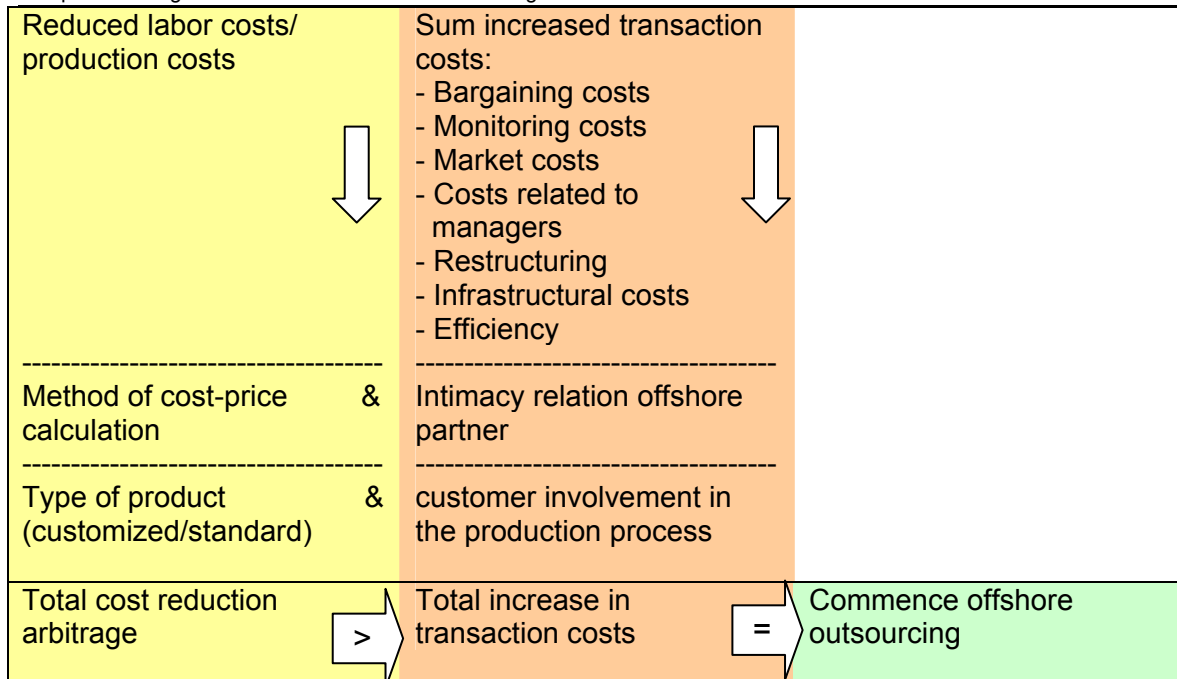 Reduced labor costs/
production costs
Sum increased transaction
costs:
- Bargaining costs
- Monitoring costs
- Market costs
- Costs related to
managers
- Restructuring
- Infrastructural costs
- Efficiency
------------------------------------- -------------------------------------
Method of cost-price &
calculation
Intimacy relation offshore
partner
------------------------------------- -------------------------------------
Type of product &
(customized/standard)
customer involvement in
the production process
Total cost reduction
arbitrage
>
Total increase in
transaction costs
=
Commence offshore
outsourcing